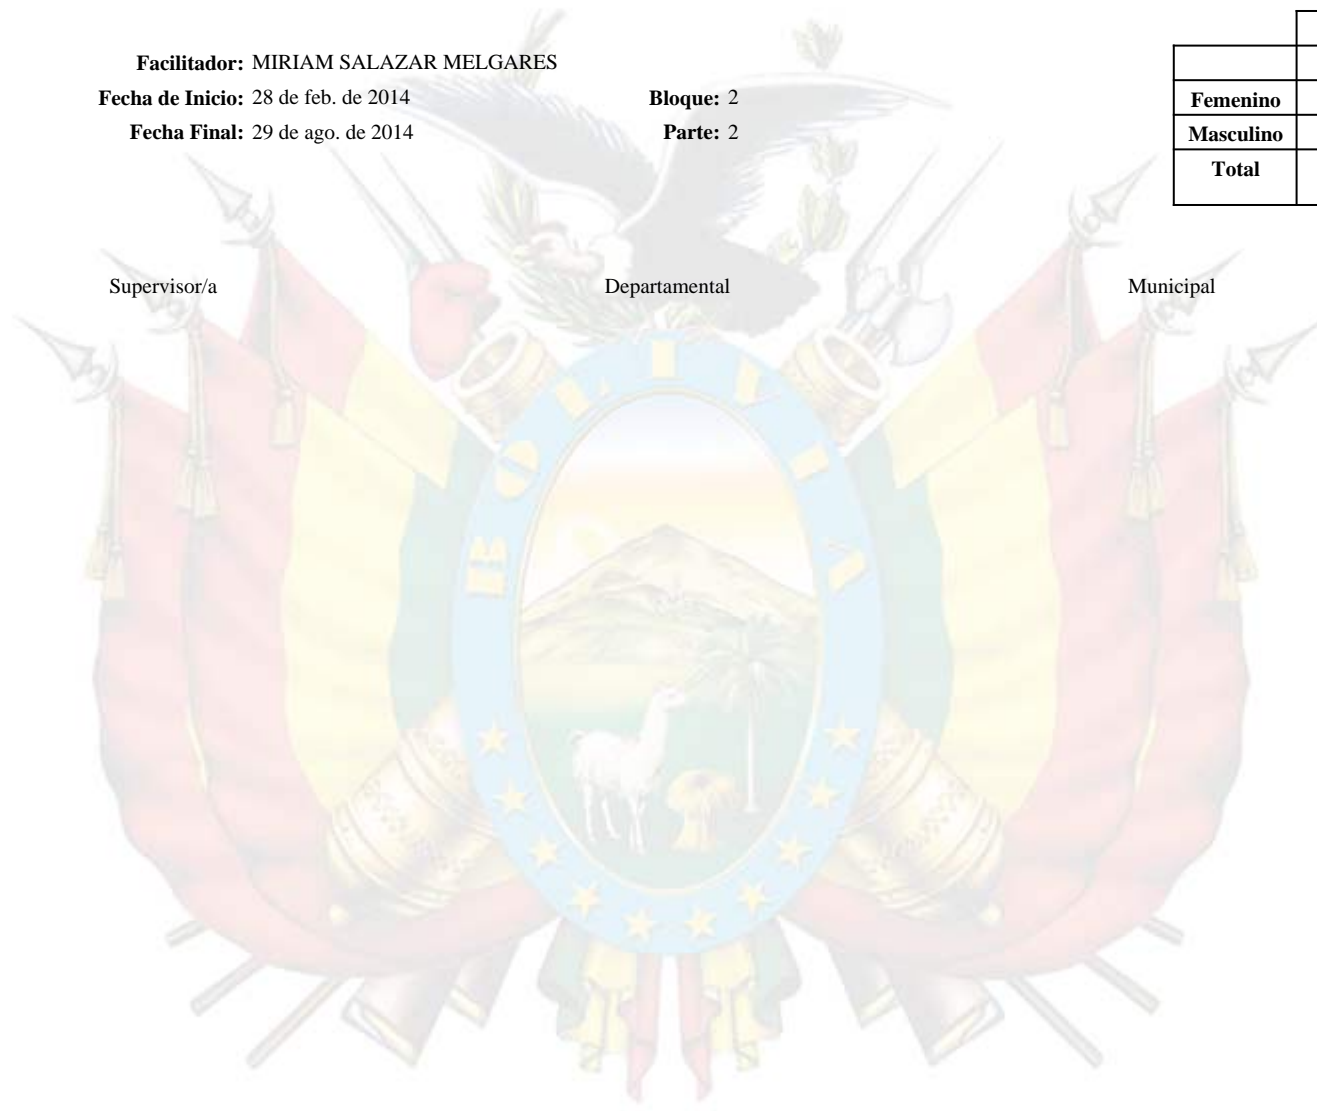 Facilitador: MIRIAM SALAZAR MELGARES
Fecha de Inicio: 28 de feb. de 2014 Bloque: 2
Fecha Final: 29 de ago. de 2014 Parte: 2
Femenino
Masculino
Total
Supervisor/a Departamental Municipal
BOLIVIA